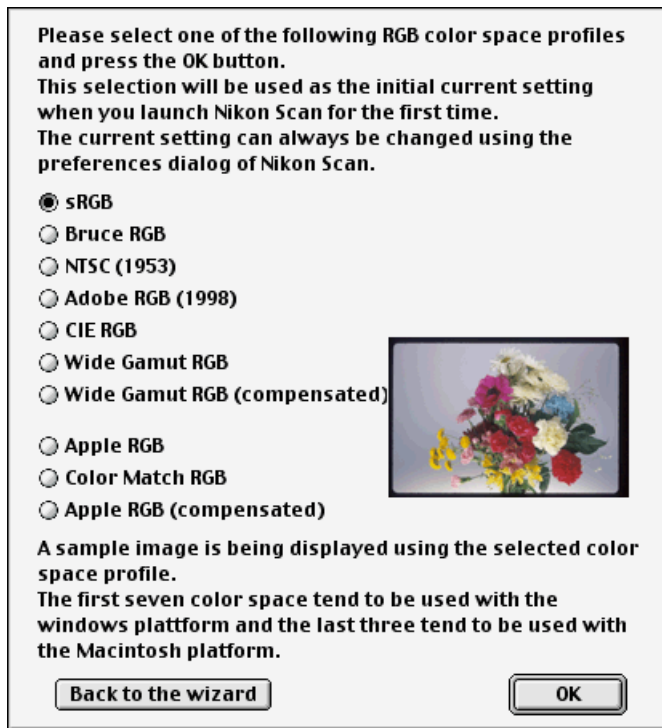 Please select one of the following RGB color space profiles
and press the OK button.
This selection will be used as the initial current setting
when you launch Nikon Scan for the first time.
The current setting can always be changed using the
preferences dialog of Nikon Scan.
sRGB
Bruce RGB
NTSC (1953)
Adobe RGB (1998)
CIE RGB
Wide Gamut RGB
Wide Gamut RGB (compensated)
Apple RGB
Color Match RGB
Apple RGB (compensated)
A sample image is being displayed using the selected color
space profile.
The first seven color space tend to be used with the
windows plattform and the last three tend to be used with
the Macintosh platform.
Back to the wizard
OK